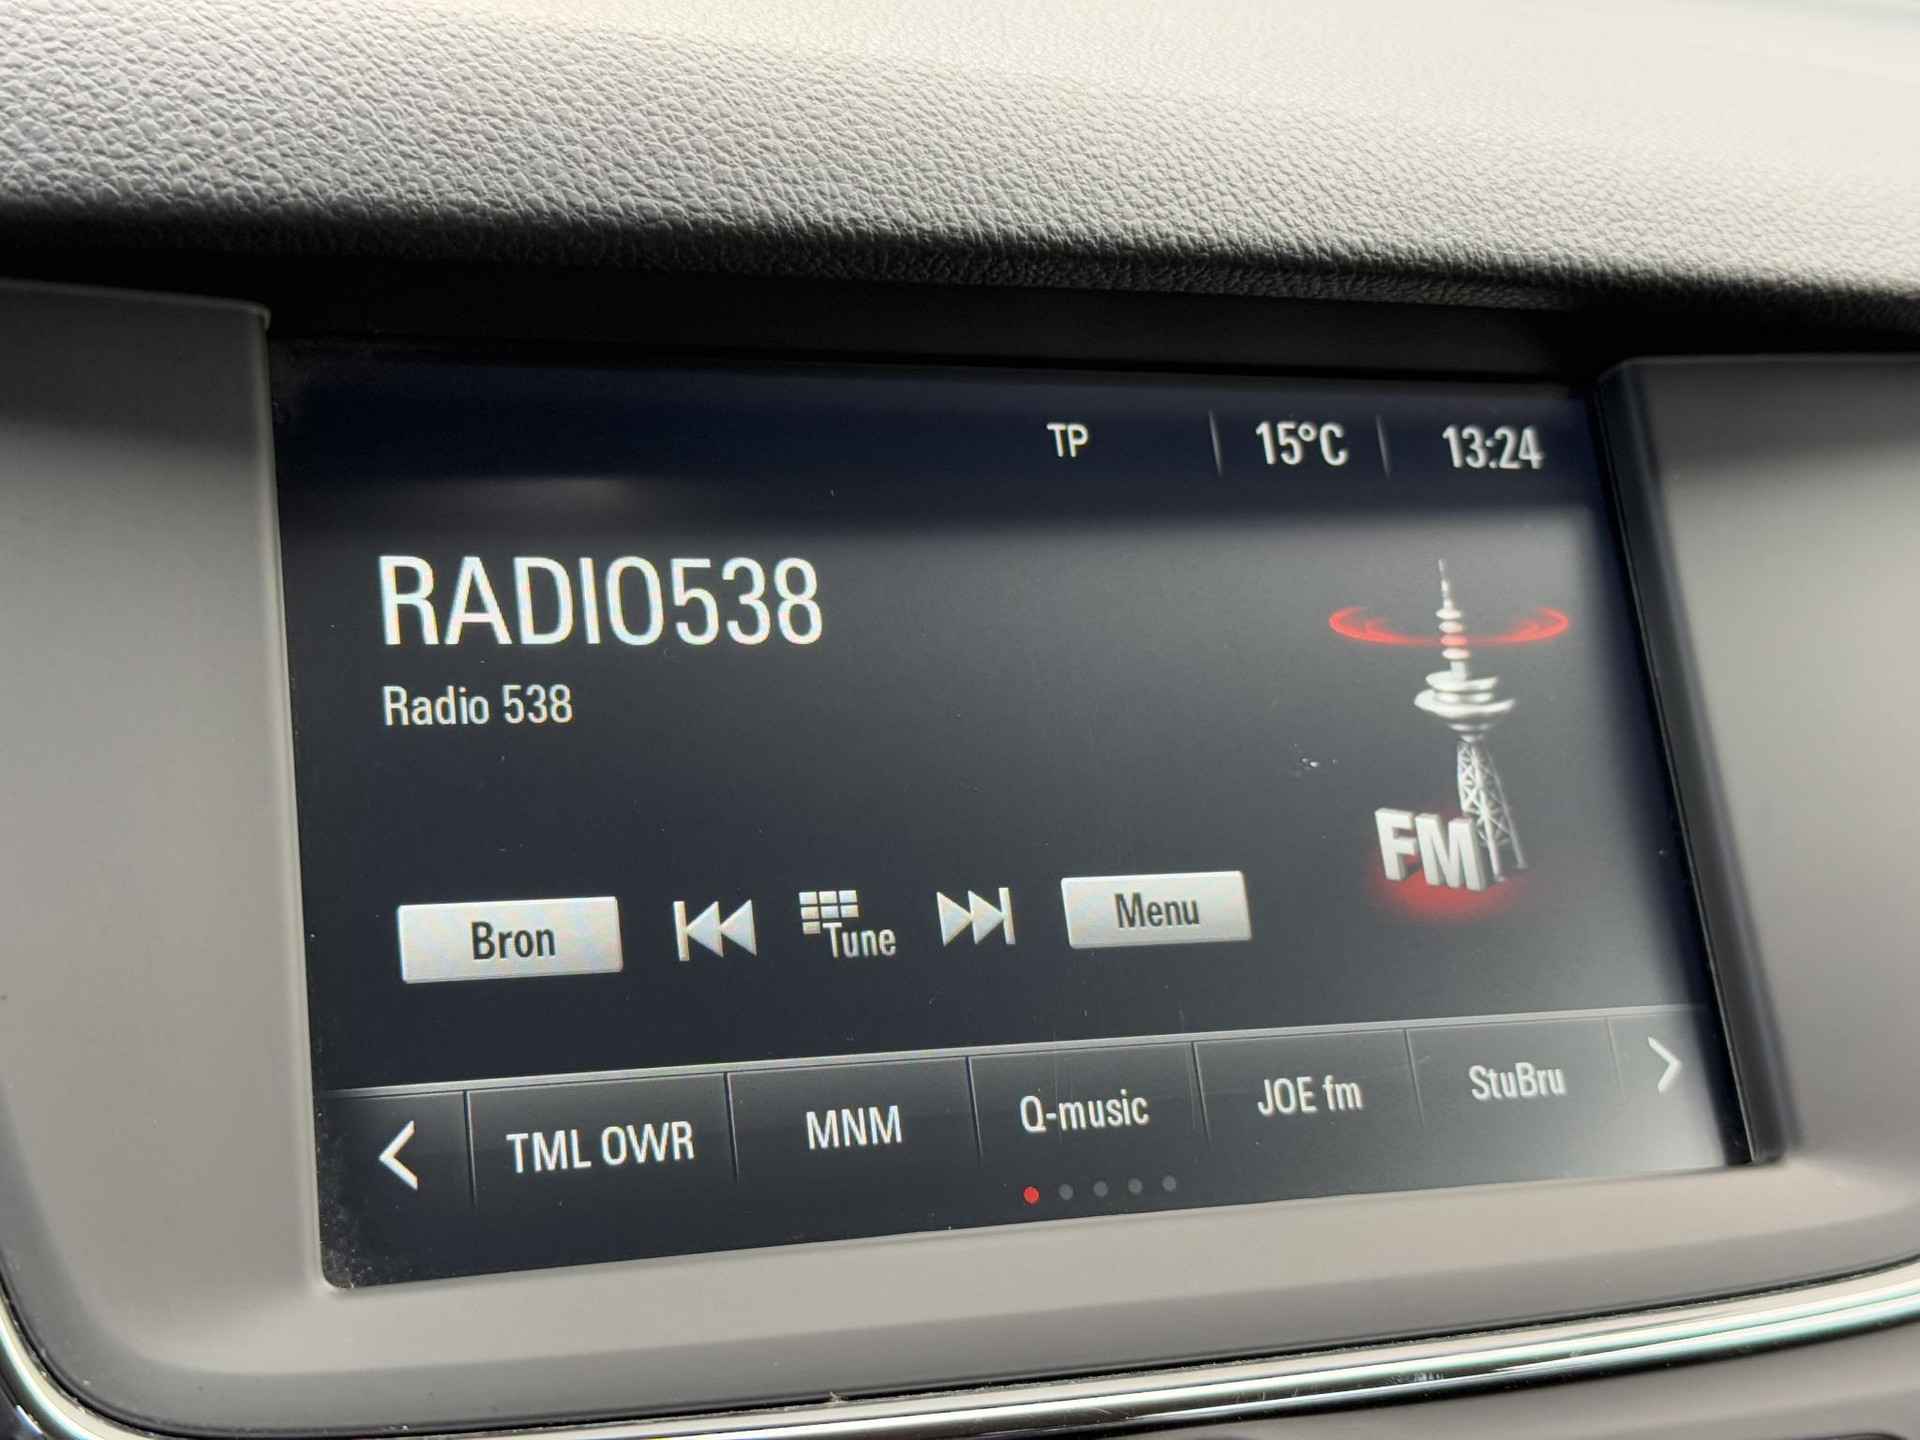 TP 15°C 13:24
RADIO538
Radio 538
FM
Bron Tune Menu
TML OWR MNM Q-music JOE fm StuBru